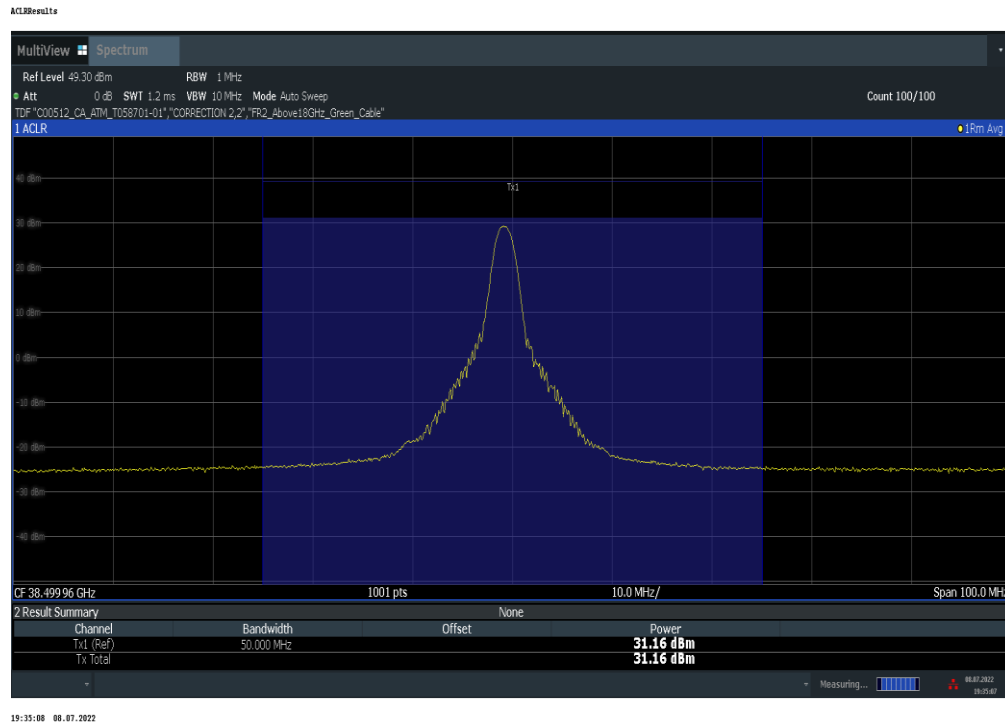 ACLRResults
MultiView Spectrum
Ref Level 49.30 dBm RBW 1 MHz
Att 0 dB SWT 1.2 ms VBW 10 MHz Mode Auto Sweep Count 100/100
TDF "C00512_CA_ATM_T058701-01","CORRECTION 2,2","FR2_Above18GHz_Green_Cable"
1 ACLR 1Rm Avg
40 dBm
Tx1
30 dBm
20 dBm
10 dBm
0 dBm
-10 dBm
-20 dBm
-30 dBm
-40 dBm
CF 38.49996 GHz 1001 pts 10.0 MHz/ Span 100.0 MHz
2 Result Summary None
Channel Bandwidth Offset Power
Tx1 (Ref) 50.000 MHz 31.16 dBm
Tx Total 31.16 dBm
Measuring... 08.07.2022
19:35:07
19:35:08 08.07.2022